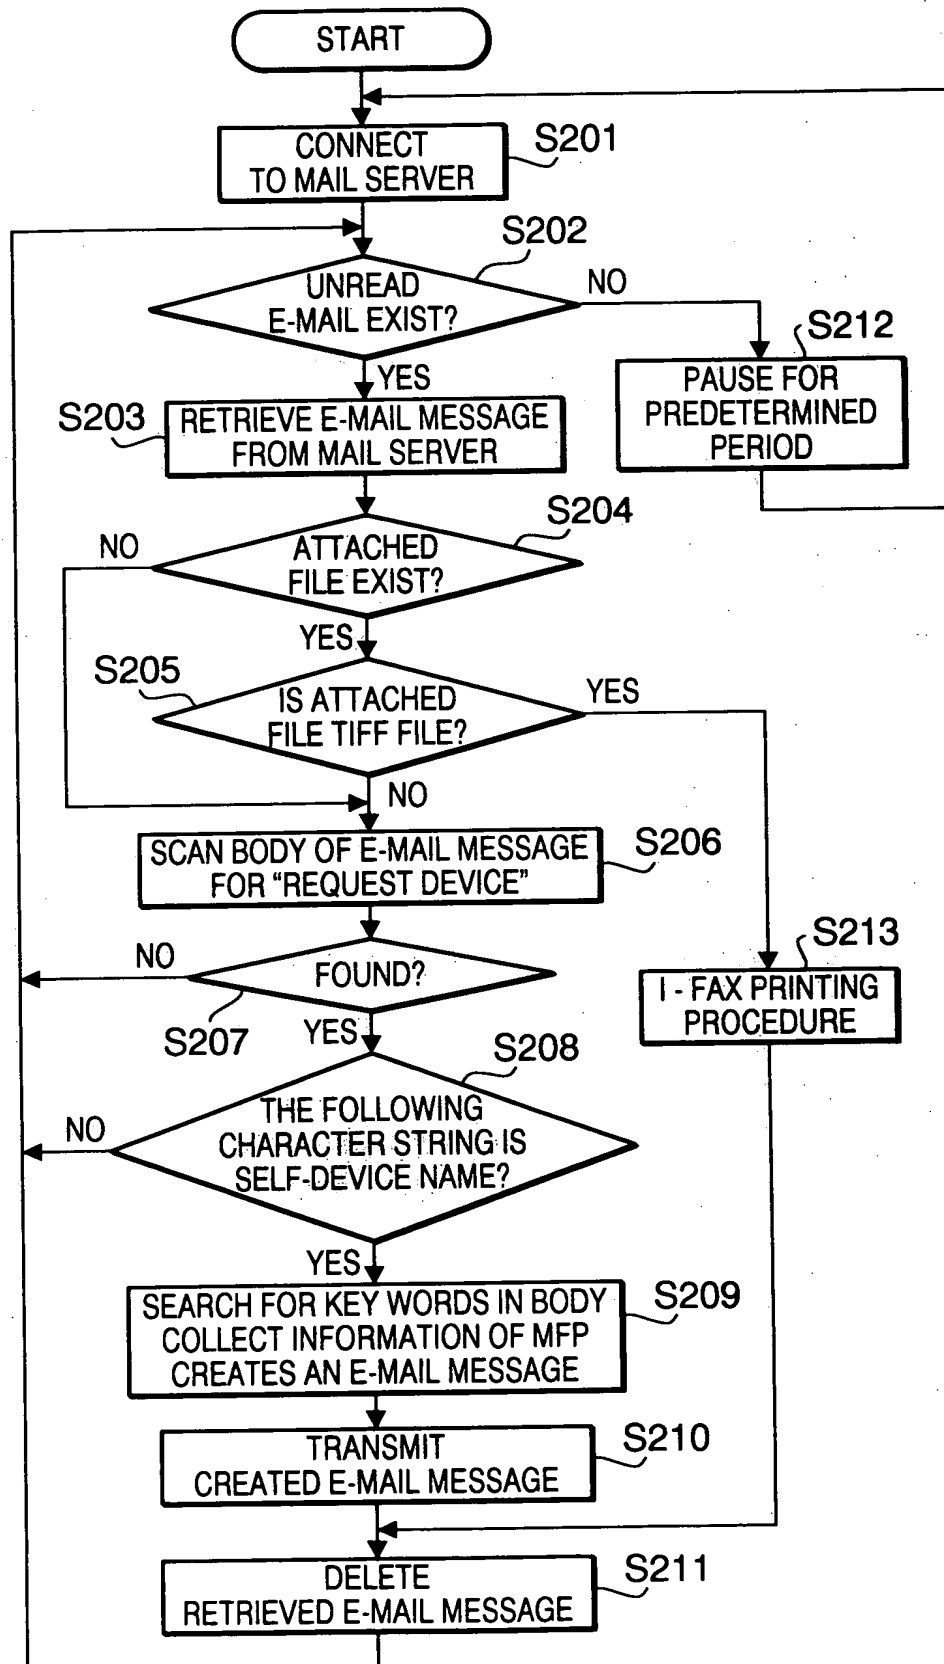 START
S201
CONNECT
TO MAIL SERVER
S202
UNREAD
E-MAIL EXIST?
NO
YES
S212
PAUSE FOR
PREDETERMINED
PERIOD
S203
RETRIEVE E-MAIL MESSAGE
FROM MAIL SERVER
S204
NO
ATTACHED
FILE EXIST?
YES
S205
IS ATTACHED
FILE TIFF FILE?
YES
NO
SCAN BODY OF E-MAIL MESSAGE
FOR “REQUEST DEVICE”
S206
NO
FOUND?
S207
YES
S213
I - FAX PRINTING
PROCEDURE
S208
NO
THE FOLLOWING
CHARACTER STRING IS
SELF-DEVICE NAME?
YES
SEARCH FOR KEY WORDS IN BODY
COLLECT INFORMATION OF MFP
CREATES AN E-MAIL MESSAGE
S209
TRANSMIT
CREATED E-MAIL MESSAGE
S210
DELETE
RETRIEVED E-MAIL MESSAGE
S211